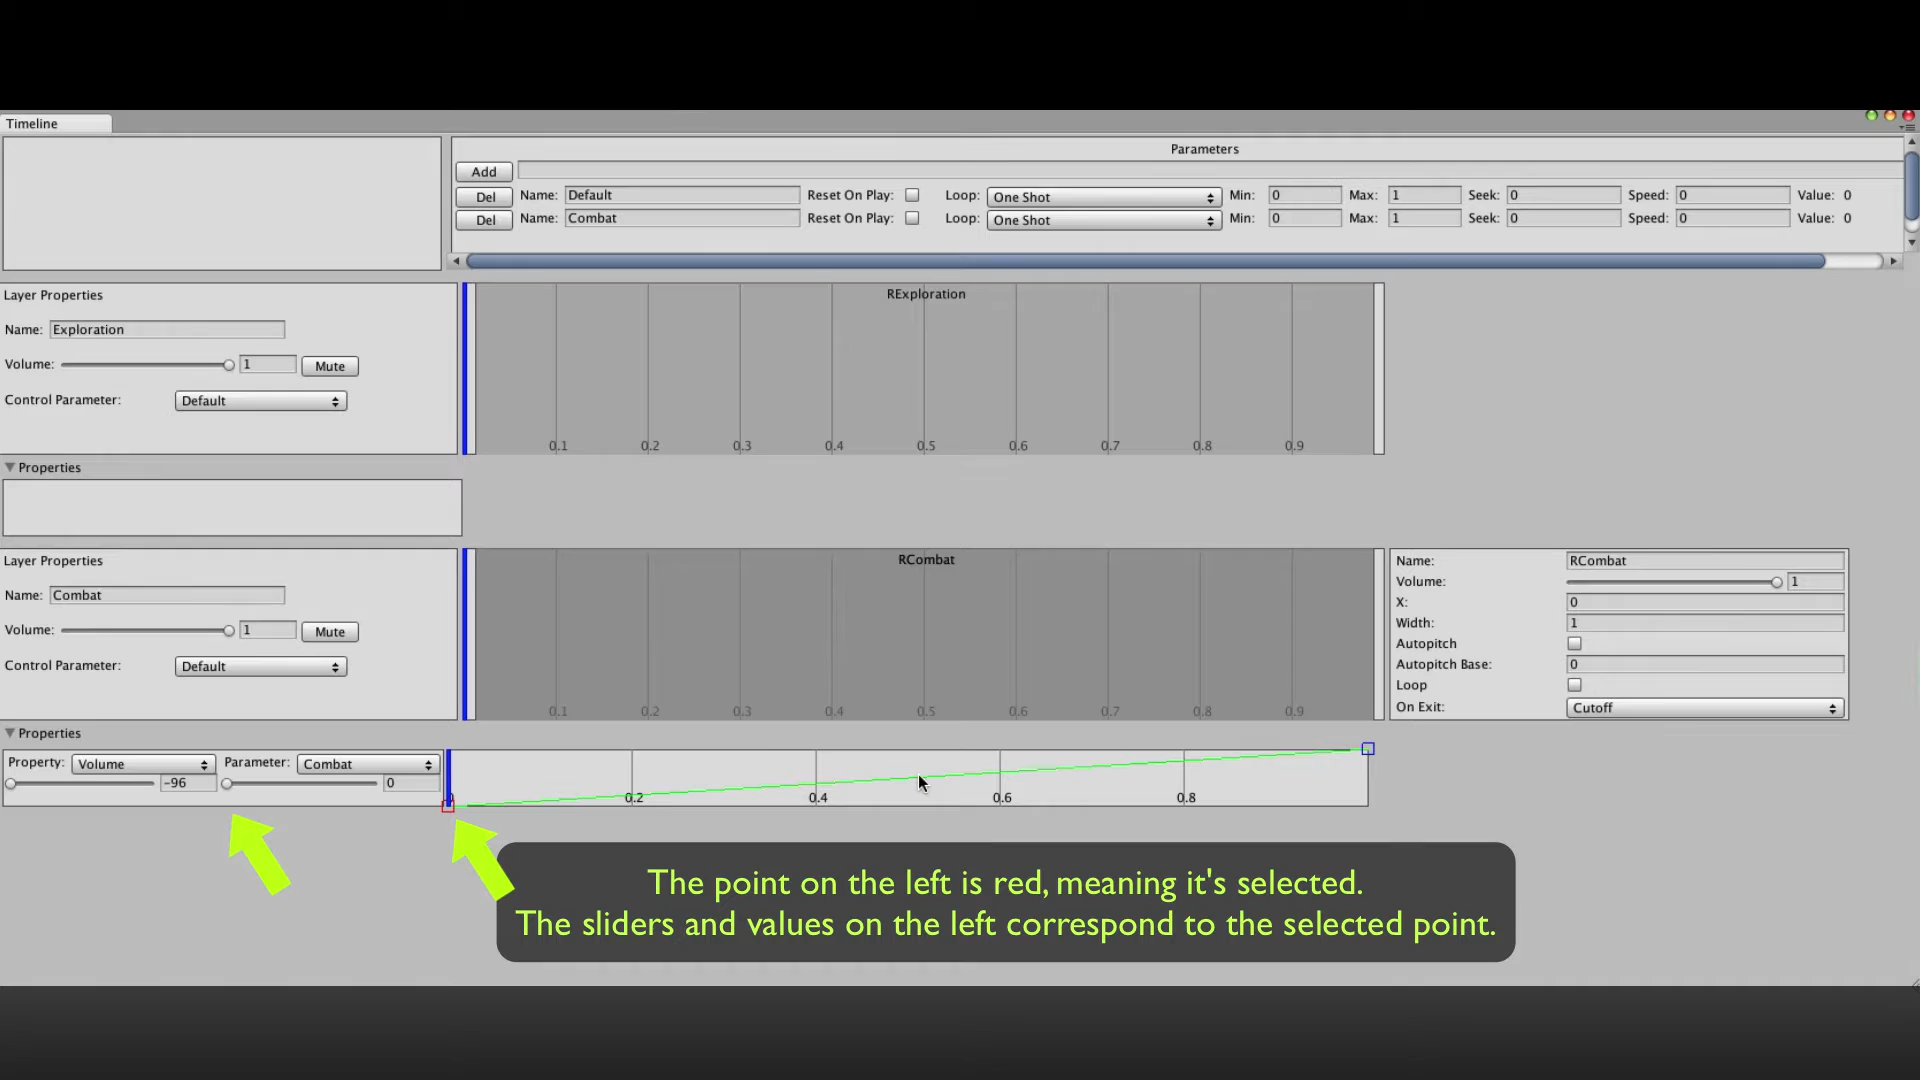 Timeline
Parameters
Add
Del Name: Default Reset On Play: Loop: One Shot Min: 0 Max: 1 Seek: 0 Speed: 0 Value: 0
Del Name: Combat Reset On Play: Loop: One Shot Min: 0 Max: 1 Seek: 0 Speed: 0 Value: 0
Layer Properties
Name: Exploration
Volume: 1 Mute
Control Parameter: Default
RExploration
0.1 0.2 0.3 0.4 0.5 0.6 0.7 0.8 0.9
Properties
Layer Properties
Name: Combat
Volume: 1 Mute
Control Parameter: Default
RCombat
0.1 0.2 0.3 0.4 0.5 0.6 0.7 0.8 0.9
Name: RCombat
Volume: 1
X: 0
Width: 1
Autopitch
Autopitch Base: 0
Loop
On Exit: Cutoff
Properties
Property: Volume Parameter: Combat
-96 0
0.2 0.4 0.6 0.8
The point on the left is red, meaning it's selected.
The sliders and values on the left correspond to the selected point.